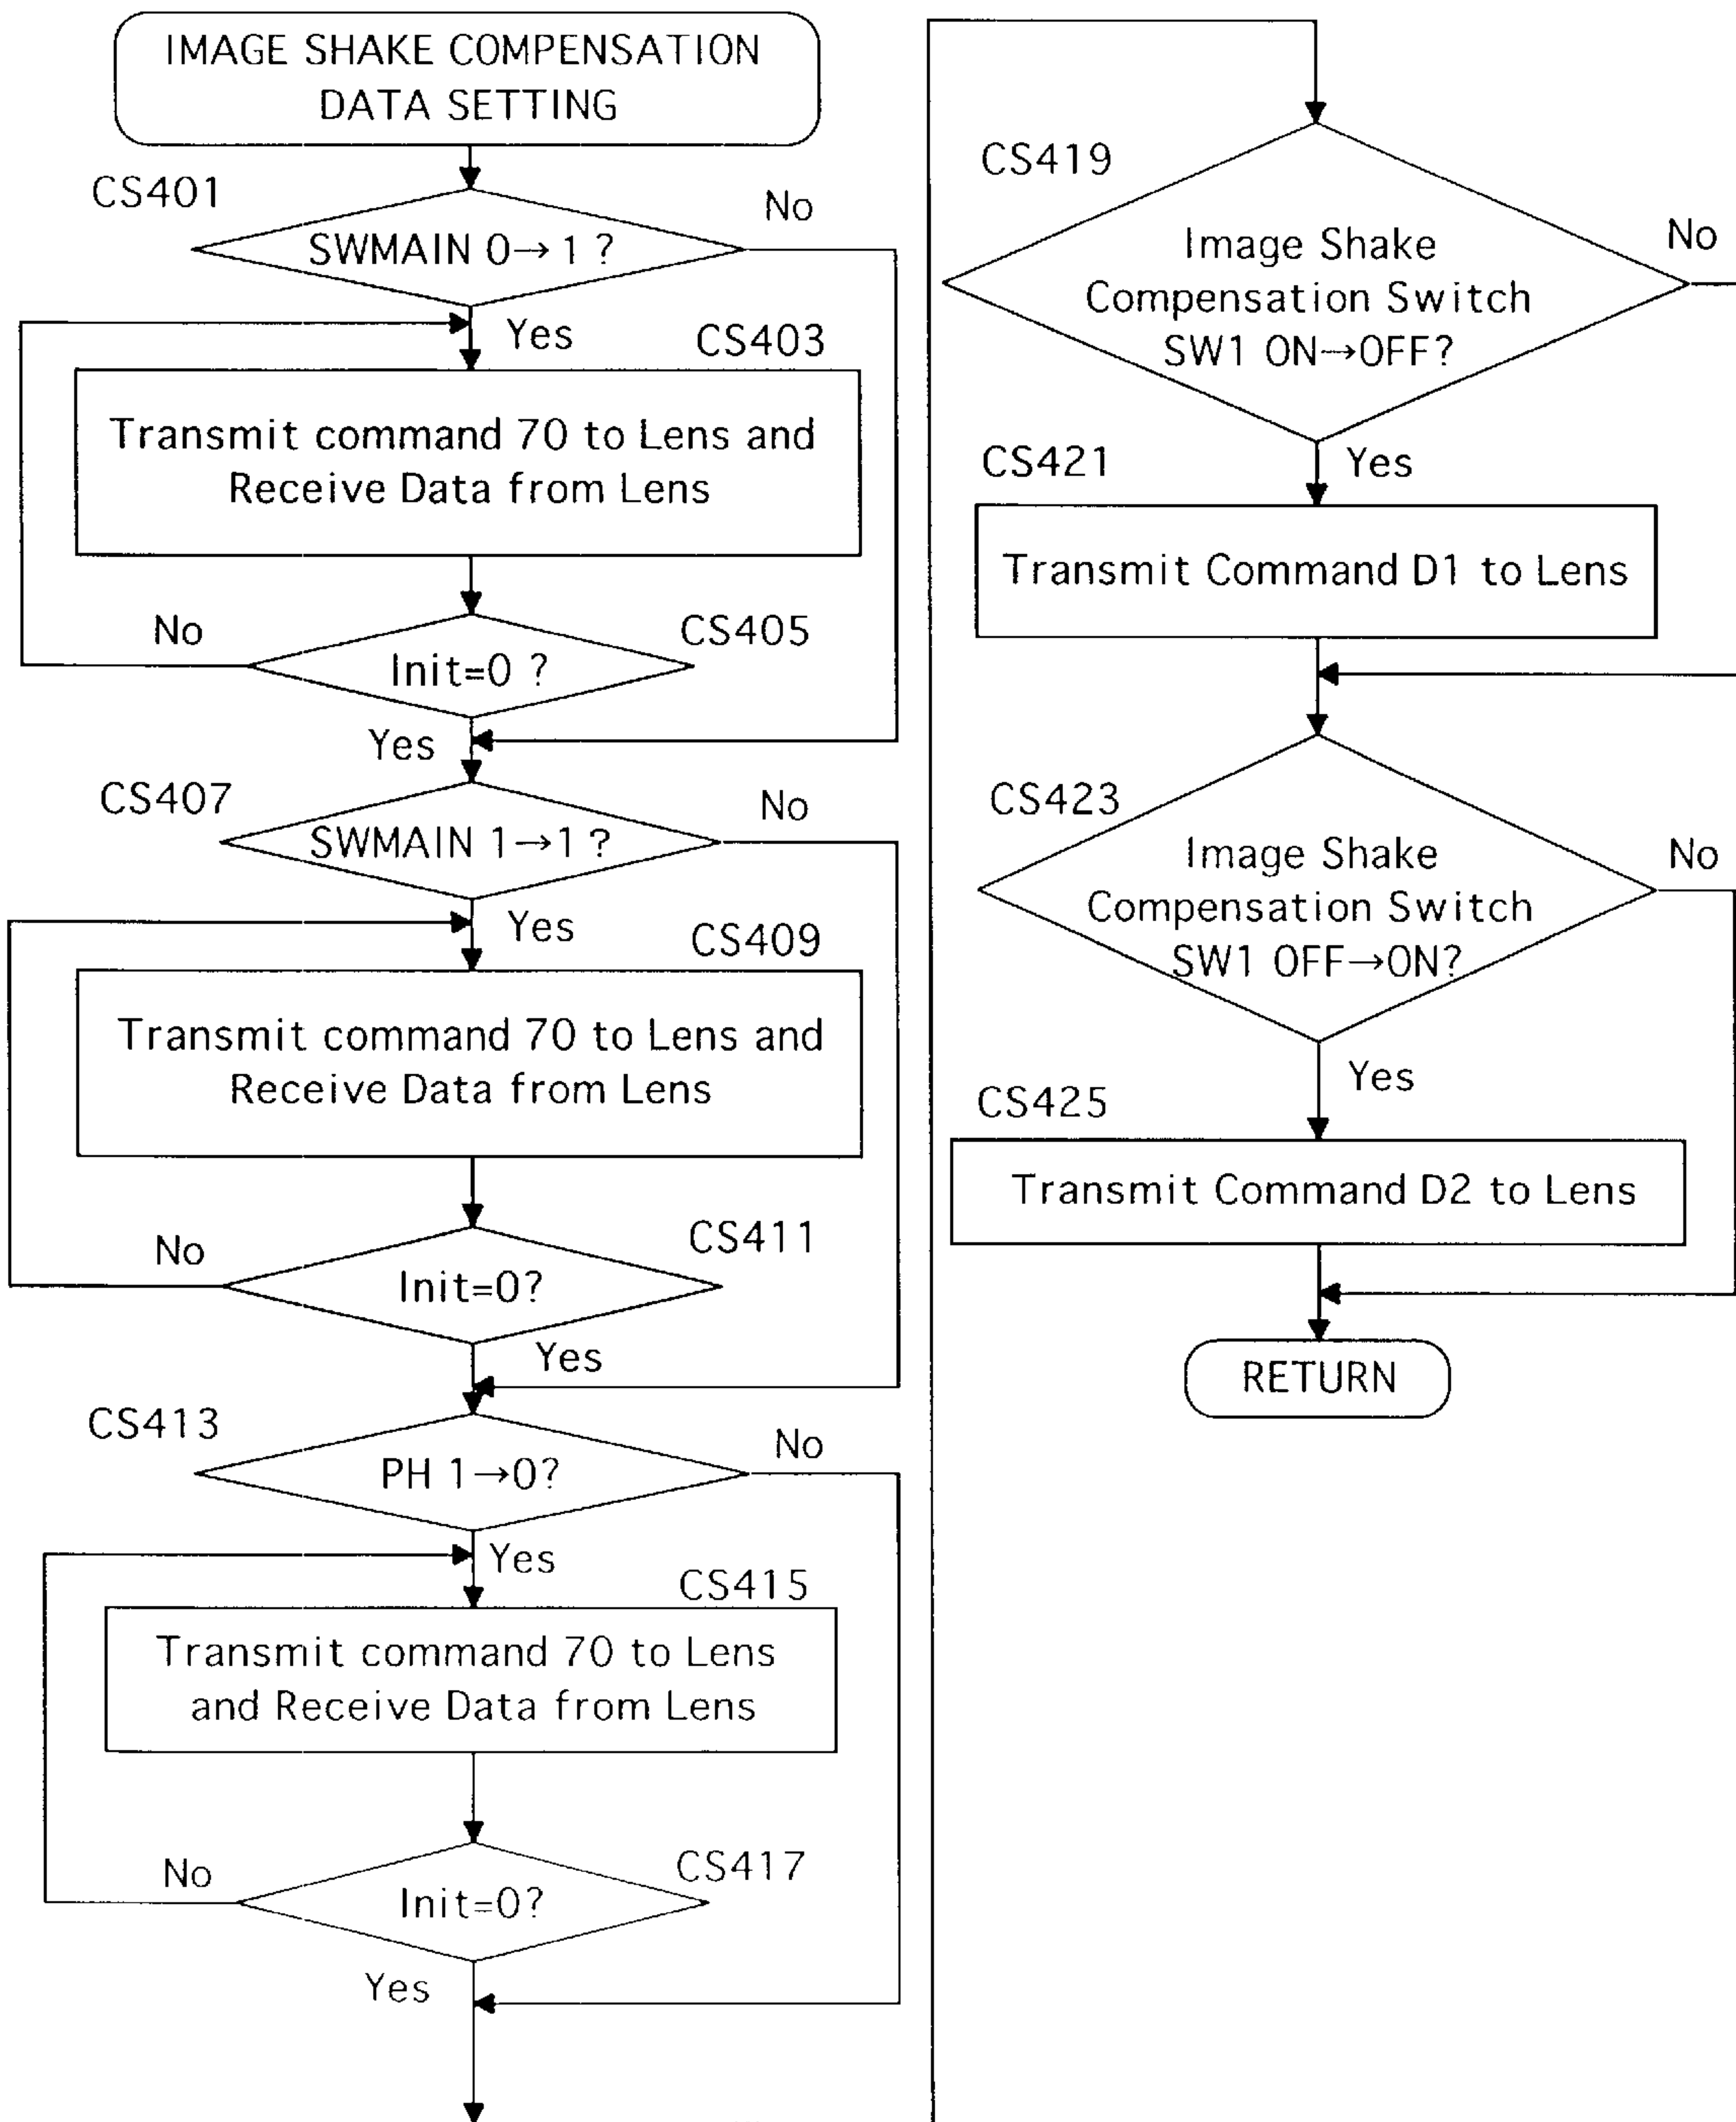 IMAGE SHAKE COMPENSATION
DATA SETTING
CS401
No
SWMAIN 0→1 ?
Yes
CS403
Transmit command 70 to Lens and
Receive Data from Lens
No
CS405
Init=0 ?
Yes
CS407
No
SWMAIN 1→1 ?
Yes
CS409
Transmit command 70 to Lens and
Receive Data from Lens
No
CS411
Init=0?
Yes
CS413
No
PH 1→0?
Yes
CS415
Transmit command 70 to Lens
and Receive Data from Lens
No
CS417
Init=0?
Yes
CS419
No
Image Shake
Compensation Switch
SW1 ON→OFF?
CS421
Yes
Transmit Command D1 to Lens
CS423
No
Image Shake
Compensation Switch
SW1 OFF→ON?
Yes
CS425
Transmit Command D2 to Lens
RETURN